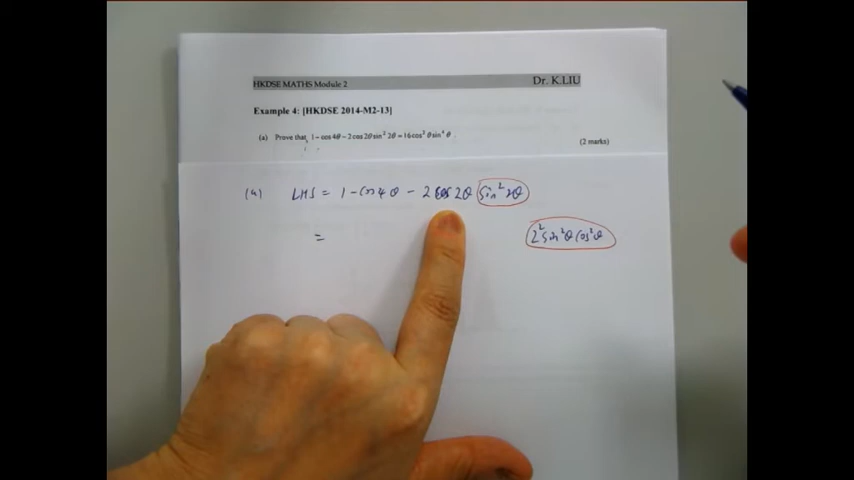 HKDSE MATHS Module 2 Dr. K.LIU
Example 4: [HKDSE 2014-M2-13]
(a) Prove that 1 − cos 4θ − 2 cos 2θ sin² 2θ = 16 cos² θ sin⁴ θ . (2 marks)
(a) LHS = 1 − cos 4θ − 2 cos 2θ sin² 2θ
= 2² sin² θ cos² θ